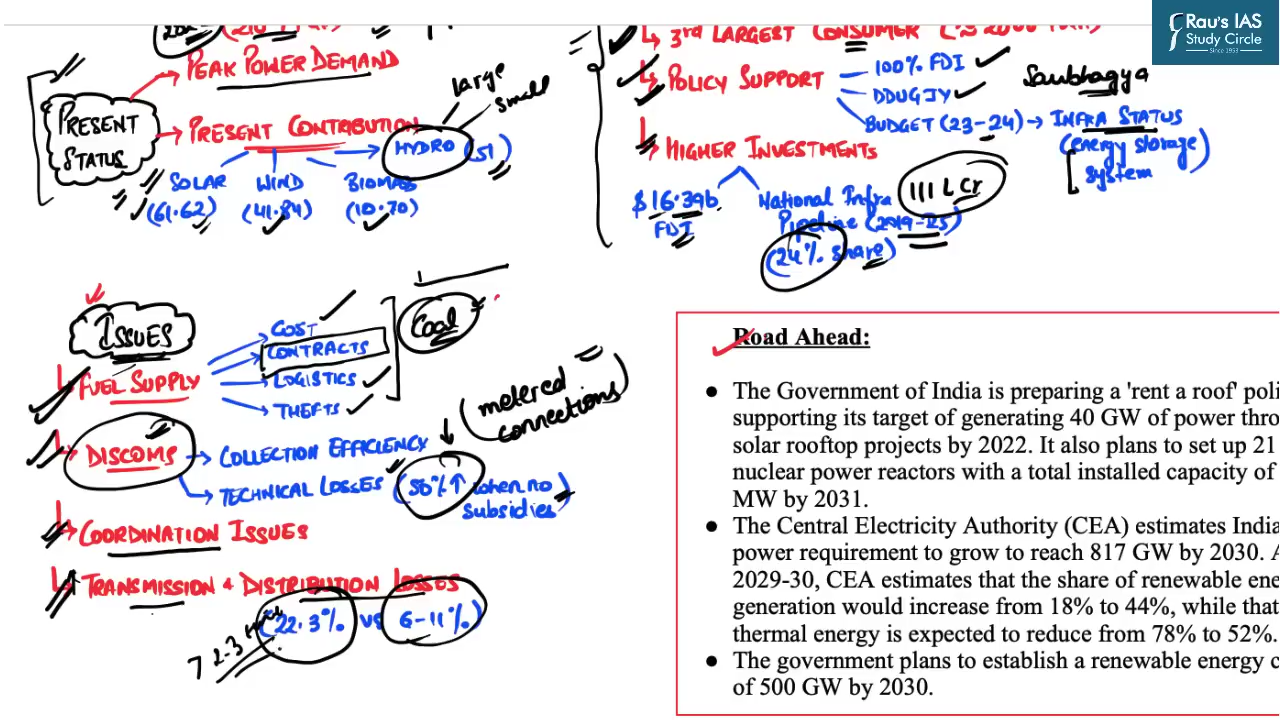 Rau's IAS
Study Circle
Since 1953
PEAK POWER DEMAND
PRESENT
STATUS
PRESENT CONTRIBUTION
large
small
HYDRO (51)
SOLAR WIND BIOMASS
(61.62) (41.84) (10.70)
3RD LARGEST CONSUMER
POLICY SUPPORT
100% FDI
DDUGJY
Saubhagya
BUDGET (23-24) → INFRA STATUS
(energy storage
system
HIGHER INVESTMENTS
$16.39b
FDI
National Infra
Pipeline (2019-25)
(24% share)
111 L Cr
ISSUES
FUEL SUPPLY
COST
CONTRACTS
LOGISTICS
THEFTS
Coal
(metered
connections)
DISCOMS
COLLECTION EFFICIENCY
TECHNICAL LOSSES (50%↑ when no
subsidies)
COORDINATION ISSUES
TRANSMISSION & DISTRIBUTION LOSSES
(22.3% vs 6-11%)
Road Ahead:
● The Government of India is preparing a 'rent a roof' poli
supporting its target of generating 40 GW of power thro
solar rooftop projects by 2022. It also plans to set up 21
nuclear power reactors with a total installed capacity of
MW by 2031.
● The Central Electricity Authority (CEA) estimates India
power requirement to grow to reach 817 GW by 2030. A
2029-30, CEA estimates that the share of renewable ene
generation would increase from 18% to 44%, while that
thermal energy is expected to reduce from 78% to 52%.
● The government plans to establish a renewable energy c
of 500 GW by 2030.